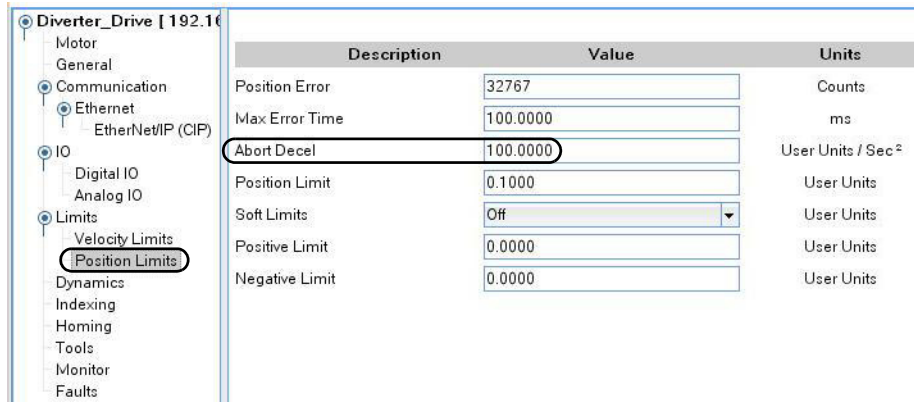 Diverter_Drive [ 192.16
Motor
General
Communication
Ethernet
EtherNet/IP (CIP)
IO
Digital IO
Analog IO
Limits
Velocity Limits
Position Limits
Dynamics
Indexing
Homing
Tools
Monitor
Faults
Description Value Units
Position Error 32767 Counts
Max Error Time 100.0000 ms
Abort Decel 100.0000 User Units / Sec²
Position Limit 0.1000 User Units
Soft Limits Off User Units
Positive Limit 0.0000 User Units
Negative Limit 0.0000 User Units